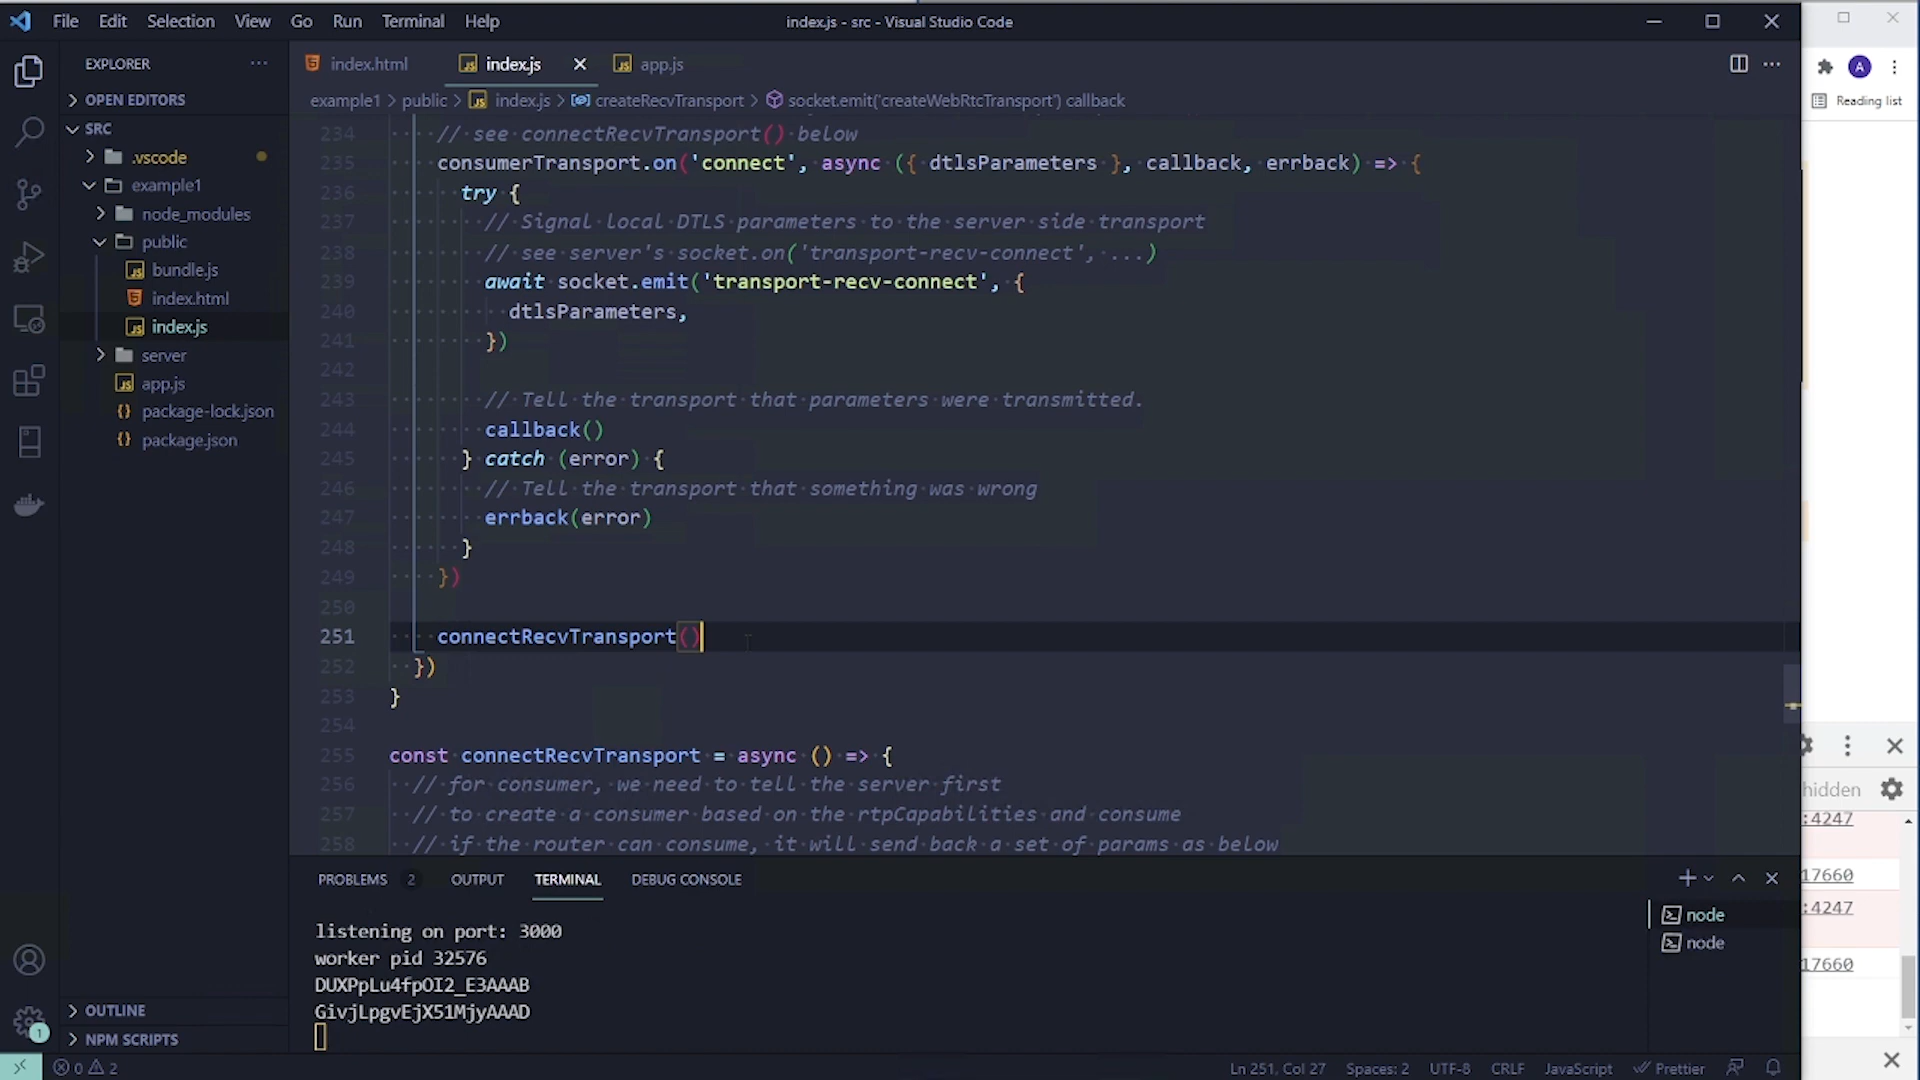 File Edit Selection View Go Run Terminal Help
index.js - src - Visual Studio Code
EXPLORER
OPEN EDITORS
SRC
.vscode
example1
node_modules
public
bundle.js
index.html
index.js
server
app.js
package-lock.json
package.json
OUTLINE
NPM SCRIPTS
index.html index.js app.js
example1 > public > index.js > createRecvTransport > socket.emit('createWebRtcTransport') callback
234 // see connectRecvTransport() below
235 consumerTransport.on('connect', async ({ dtlsParameters }, callback, errback) => {
236 try {
237 // Signal local DTLS parameters to the server side transport
238 // see server's socket.on('transport-recv-connect', ...)
239 await socket.emit('transport-recv-connect', {
240 dtlsParameters,
241 })
242
243 // Tell the transport that parameters were transmitted.
244 callback()
245 } catch (error) {
246 // Tell the transport that something was wrong
247 errback(error)
248 }
249 })
250
251 connectRecvTransport()
252 })
253 }
254
255 const connectRecvTransport = async () => {
256 // for consumer, we need to tell the server first
257 // to create a consumer based on the rtpCapabilities and consume
258 // if the router can consume, it will send back a set of params as below
PROBLEMS 2 OUTPUT TERMINAL DEBUG CONSOLE
listening on port: 3000
worker pid 32576
DUXPpLu4fpOI2_E3AAAB
GivjLpgvEjX51MjyAAAD
node
node
1
0 2
Ln 251, Col 27 Spaces: 2 UTF-8 CRLF JavaScript Prettier
A
Reading list
hidden
:4247
17660
:4247
17660